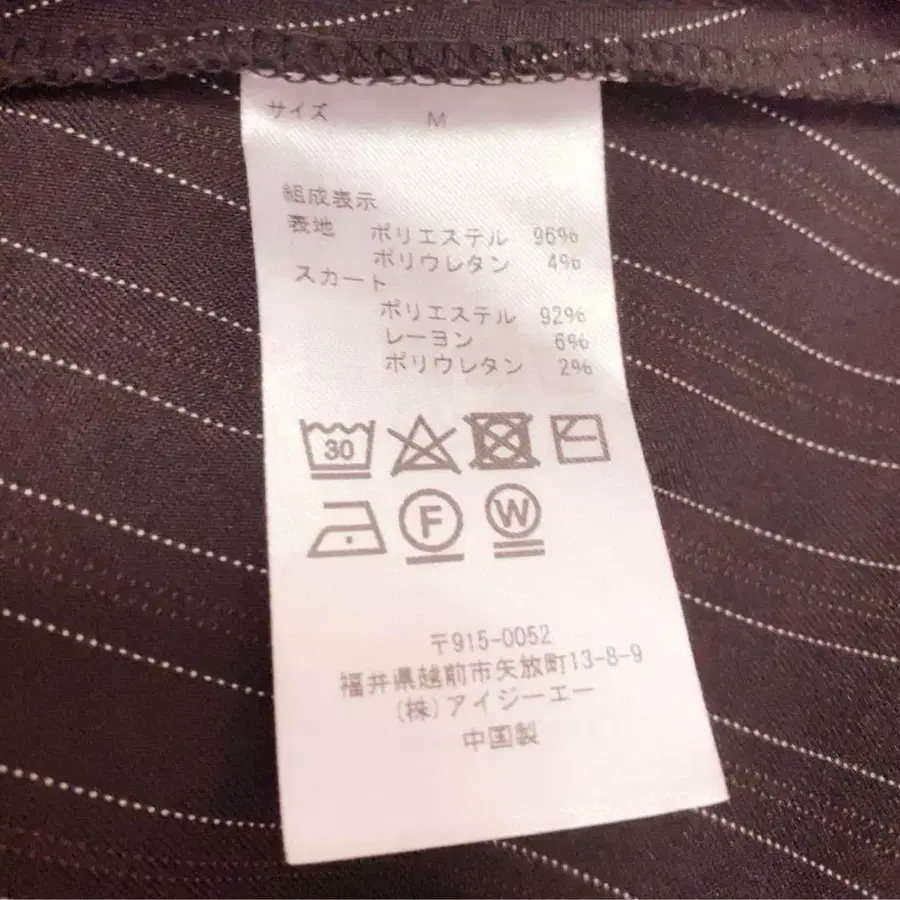 サイズ M
組成表示
表地 ポリエステル 96%
ポリウレタン 4%
スカート
ポリエステル 92%
レーヨン 6%
ポリウレタン 2%
30
F W
〒915-0052
福井県越前市矢放町13-8-9
(株)アイジーエー
中国製